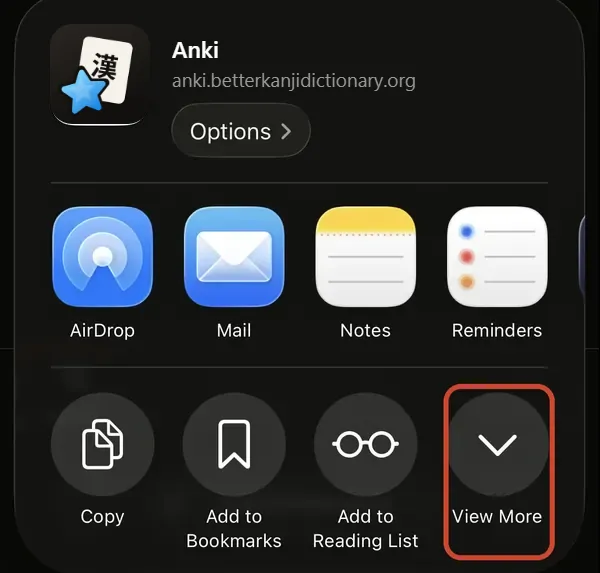 漢
Anki
anki.betterkanjidictionary.org
Options
AirDrop
Mail
Notes
Reminders
Copy
Add to
Bookmarks
Add to
Reading List
View More